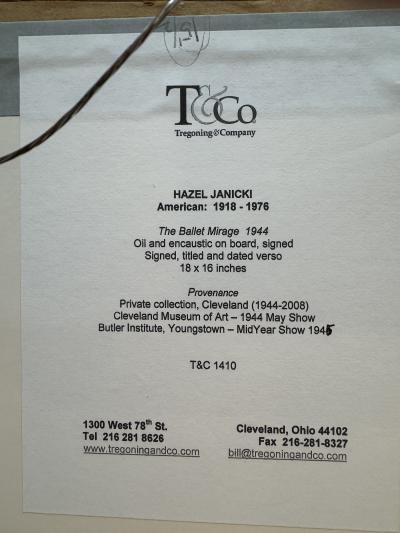 T&Co.
Tregoning & Company
HAZEL JANICKI
American: 1918 - 1976
The Ballet Mirage 1944
Oil and encaustic on board, signed
Signed, titled and dated verso
18 x 16 inches
Provenance
Private collection, Cleveland (1944-2008)
Cleveland Museum of Art – 1944 May Show
Butler Institute, Youngstown – MidYear Show 1945
T&C 1410
1300 West 78th St.
Tel 216 281 8626
www.tregoningandco.com
Cleveland, Ohio 44102
Fax 216-281-8327
bill@tregoningandco.com